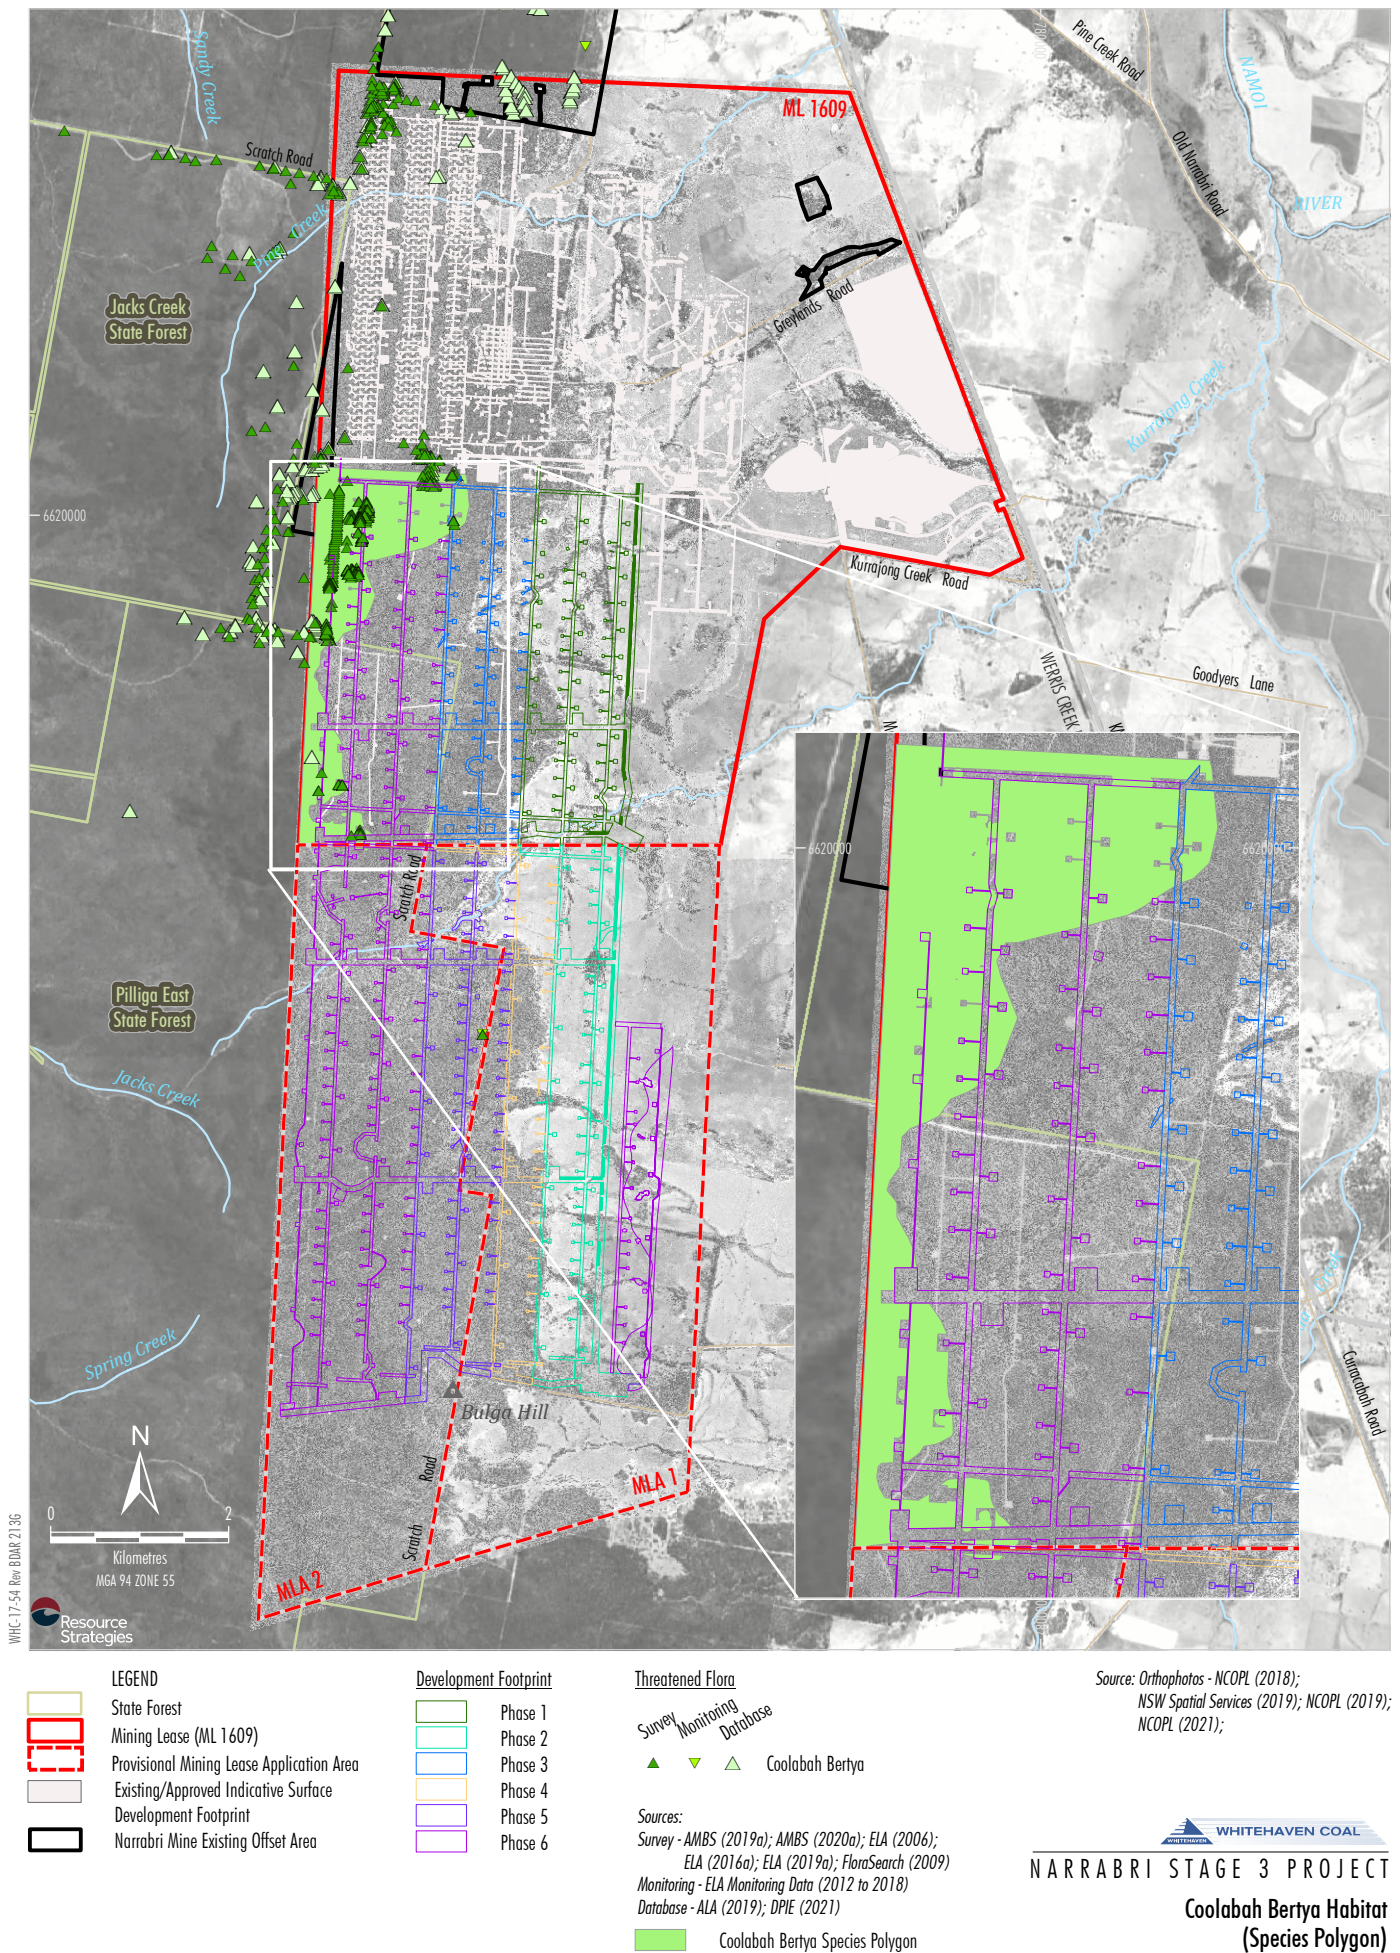 Sandy Creek
Scratch Road
Pine Creek
Jacks Creek
State Forest
ML 1609
Pine Creek Road
NAMOI
RIVER
Old Narrabri Road
Greylands Road
Kurrajong Creek
6620000
6620000
Kurrajong Creek Road
WERRIS CREEK
Goodyers Lane
6620000
6620000
Scratch Road
Pilliga East
State Forest
Jacks Creek
Spring Creek
Bulga Hill
Curracabah Road
Scratch Road
MLA 1
MLA 2
N
0 2
Kilometres
MGA 94 ZONE 55
WHC-17-54 Rev BDAR 213G
Resource
Strategies
LEGEND
State Forest
Mining Lease (ML 1609)
Provisional Mining Lease Application Area
Existing/Approved Indicative Surface
Development Footprint
Narrabri Mine Existing Offset Area
Development Footprint
Phase 1
Phase 2
Phase 3
Phase 4
Phase 5
Phase 6
Threatened Flora
Survey Monitoring Database
Coolabah Bertya
Sources:
Survey - AMBS (2019a); AMBS (2020a); ELA (2006);
ELA (2016a); ELA (2019a); FloraSearch (2009)
Monitoring - ELA Monitoring Data (2012 to 2018)
Database - ALA (2019); DPIE (2021)
Coolabah Bertya Species Polygon
Source: Orthophotos - NCOPL (2018);
NSW Spatial Services (2019); NCOPL (2019);
NCOPL (2021);
WHITEHAVEN
WHITEHAVEN COAL
NARRABRI STAGE 3 PROJECT
Coolabah Bertya Habitat
(Species Polygon)